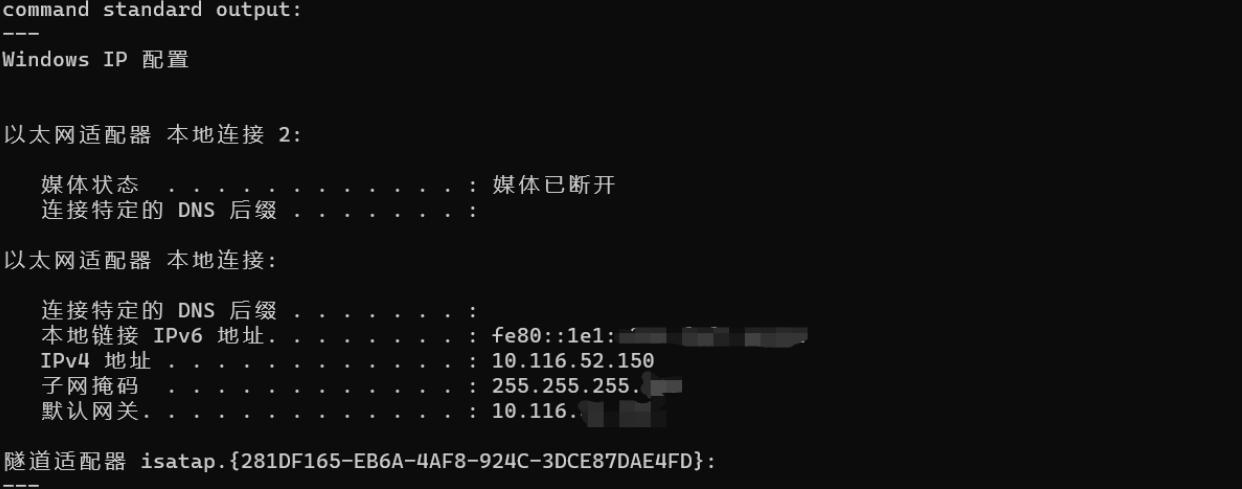 command standard output:
---
Windows IP 配置
以太网适配器 本地连接 2:
媒体状态 . . . . . . . . . . . . : 媒体已断开
连接特定的 DNS 后缀 . . . . . . . :
以太网适配器 本地连接:
连接特定的 DNS 后缀 . . . . . . . :
本地链接 IPv6 地址. . . . . . . . : fe80::1e1:
IPv4 地址 . . . . . . . . . . . . : 10.116.52.150
子网掩码 . . . . . . . . . . . . : 255.255.255.
默认网关. . . . . . . . . . . . . : 10.116.
隧道适配器 isatap.{281DF165-EB6A-4AF8-924C-3DCE87DAE4FD}:
---